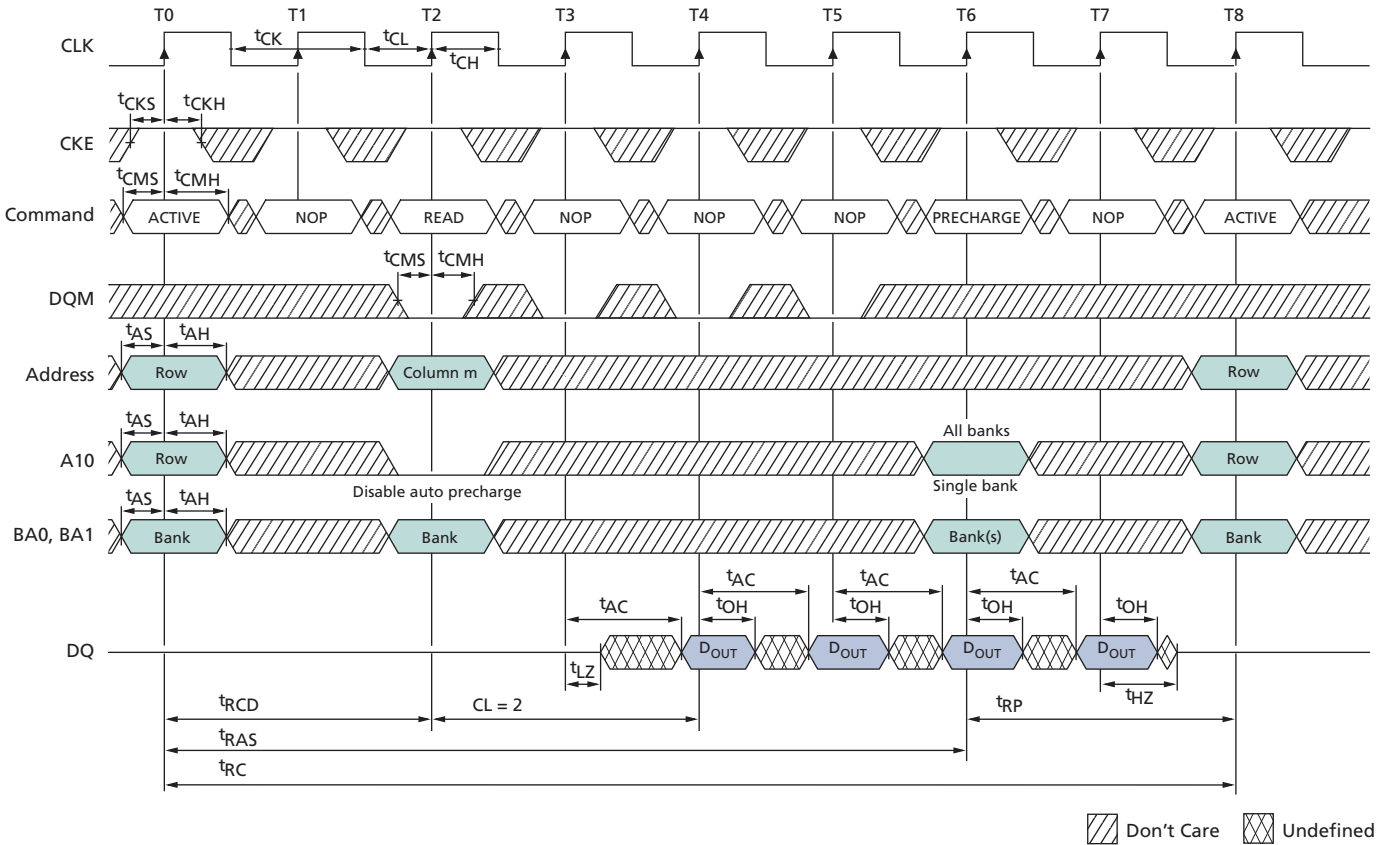 T0 T1 T2 T3 T4 T5 T6 T7 T8
CLK tCK tCL tCH
tCKS tCKH
CKE
tCMS tCMH
Command ACTIVE NOP READ NOP NOP NOP PRECHARGE NOP ACTIVE
tCMS tCMH
DQM
tAS tAH
Address Row Column m Row
tAS tAH All banks
A10 Row Row
Disable auto precharge Single bank
tAS tAH
BA0, BA1 Bank Bank Bank(s) Bank
tAC tAC tAC
tAC tOH tOH tOH tOH
DQ DOUT DOUT DOUT DOUT
tLZ tHZ
tRCD CL = 2 tRP
tRAS
tRC
Don't Care Undefined